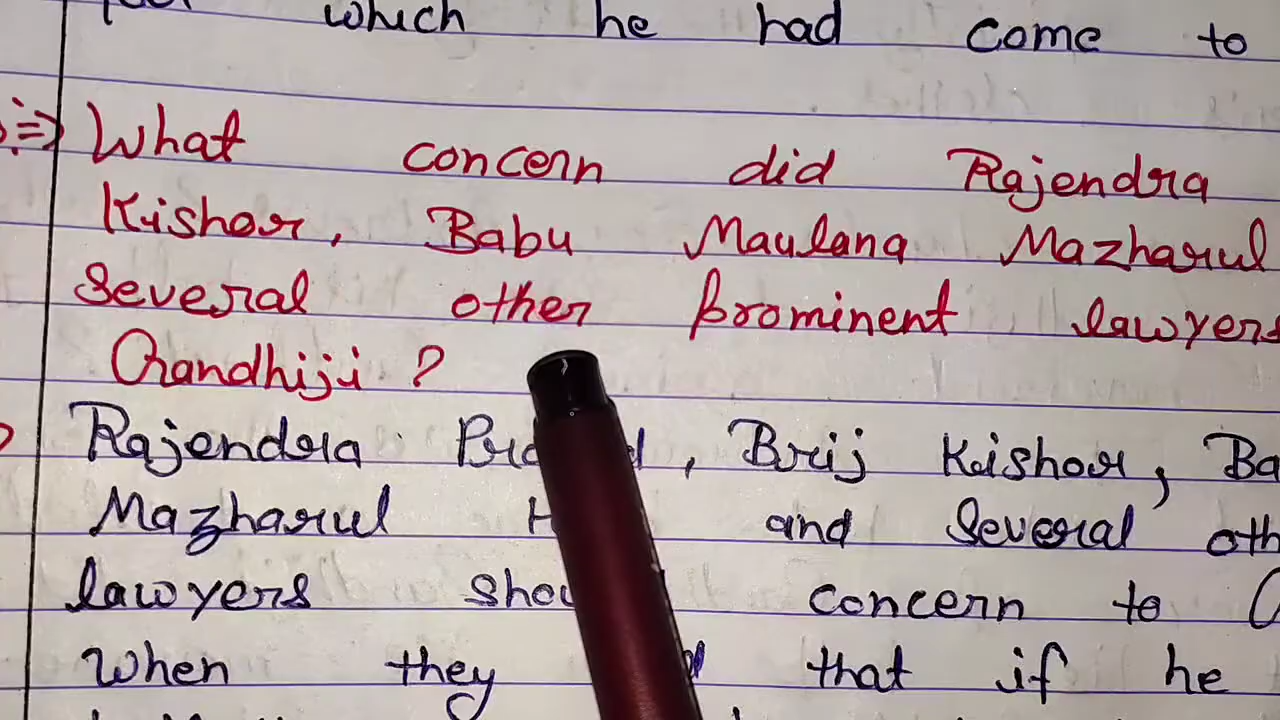 which he had come to
What concern did Rajendra
Kishor, Babu Maulana Mazharul
Several other prominent lawyers
Gandhiji ?
Rajendra , Brij Kishor,
Mazharul and Several
lawyers concern to
When they that if he